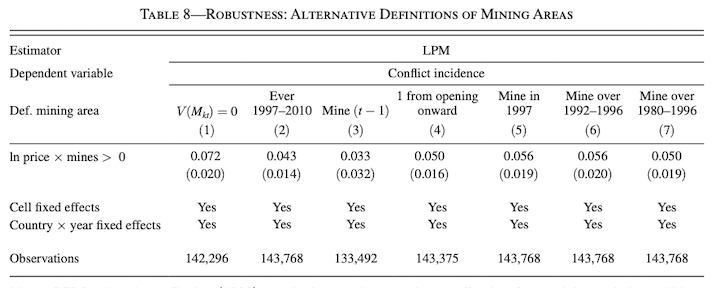 TABLE 8—ROBUSTNESS: ALTERNATIVE DEFINITIONS OF MINING AREAS
Estimator LPM
Dependent variable Conflict incidence
Def. mining area V(Mkt) = 0 Ever 1997–2010 Mine (t − 1) 1 from opening onward Mine in 1997 Mine over 1992–1996 Mine over 1980–1996
(1) (2) (3) (4) (5) (6) (7)
ln price × mines > 0 0.072 0.043 0.033 0.050 0.056 0.056 0.050
(0.020) (0.014) (0.032) (0.016) (0.019) (0.020) (0.019)
Cell fixed effects Yes Yes Yes Yes Yes Yes Yes
Country × year fixed effects Yes Yes Yes Yes Yes Yes Yes
Observations 142,296 143,768 133,492 143,375 143,768 143,768 143,768